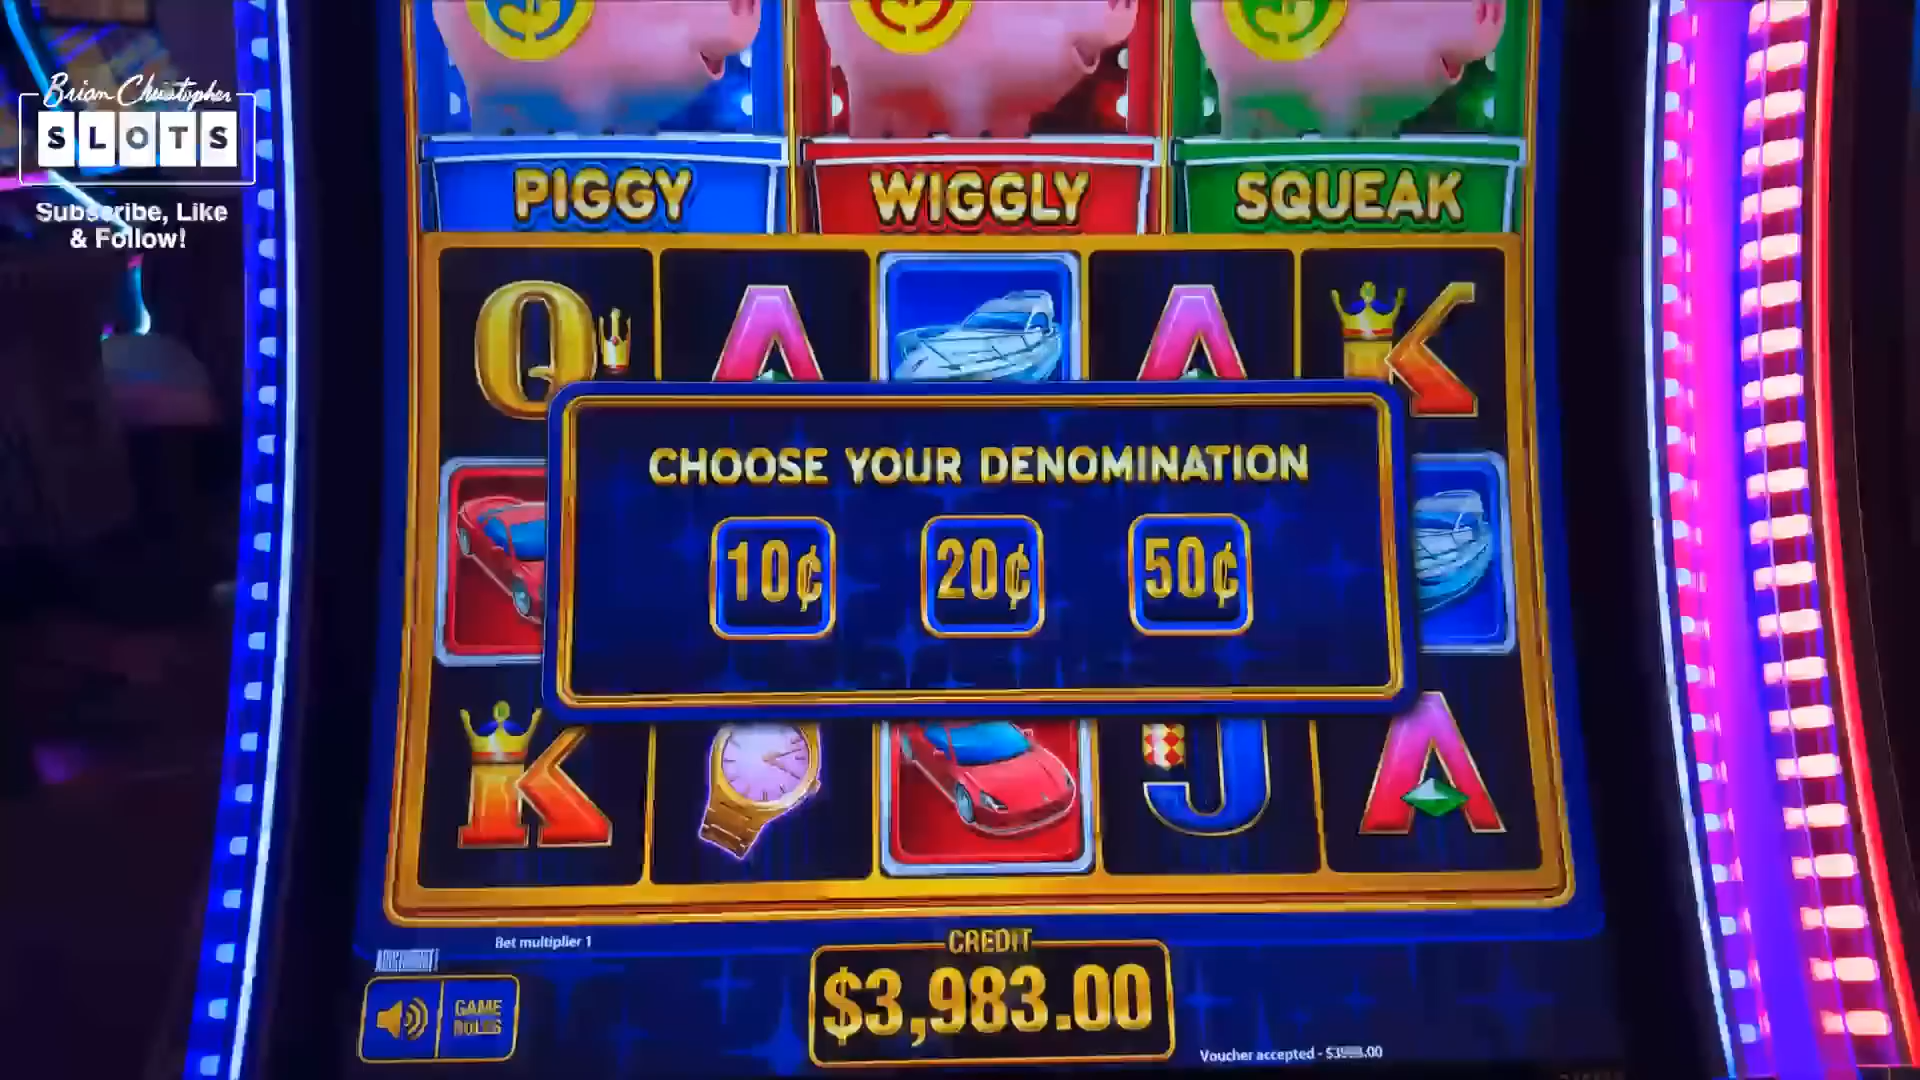 Brian Christopher
SLOTS
Subscribe, Like
& Follow!
PIGGY
WIGGLY
SQUEAK
Q
A
A
K
CHOOSE YOUR DENOMINATION
10¢
20¢
50¢
K
J
A
Bet multiplier 1
CREDIT
$3,983.00
GAME
RULES
Voucher accepted -